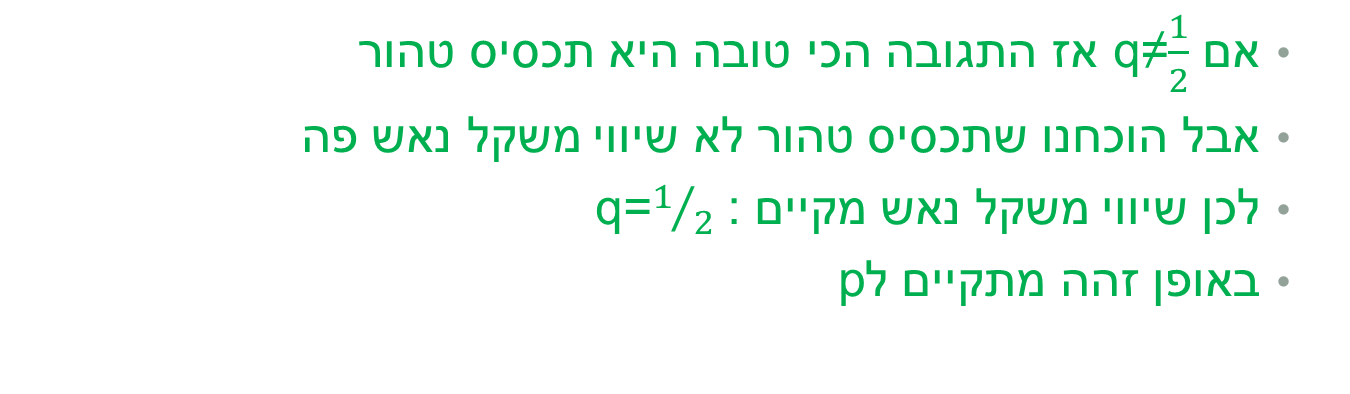 • אם q≠1/2 אז התגובה הכי טובה היא תכסיס טהור
• אבל הוכחנו שתכסיס טהור לא שיווי משקל נאש פה
• לכן שיווי משקל נאש מקיים : q=1/2
• באופן זהה מתקיים לp